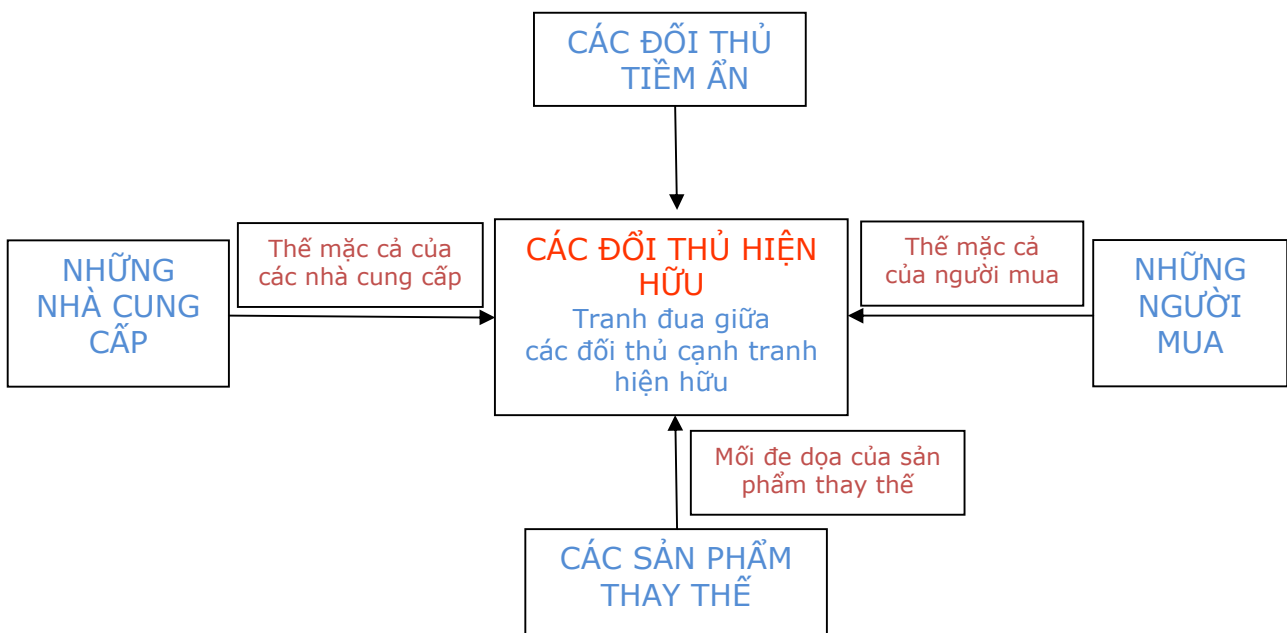 CÁC ĐỐI THỦ
TIỀM ẨN
Thế mặc cả của
các nhà cung cấp
CÁC ĐỔI THỦ HIỆN
HỮU
Tranh đua giữa
các đối thủ cạnh tranh
hiện hữu
Thế mặc cả
của người mua
NHỮNG
NHÀ CUNG
CẤP
NHỮNG
NGƯỜI
MUA
Mối đe dọa của sản
phẩm thay thế
CÁC SẢN PHẨM
THAY THẾ